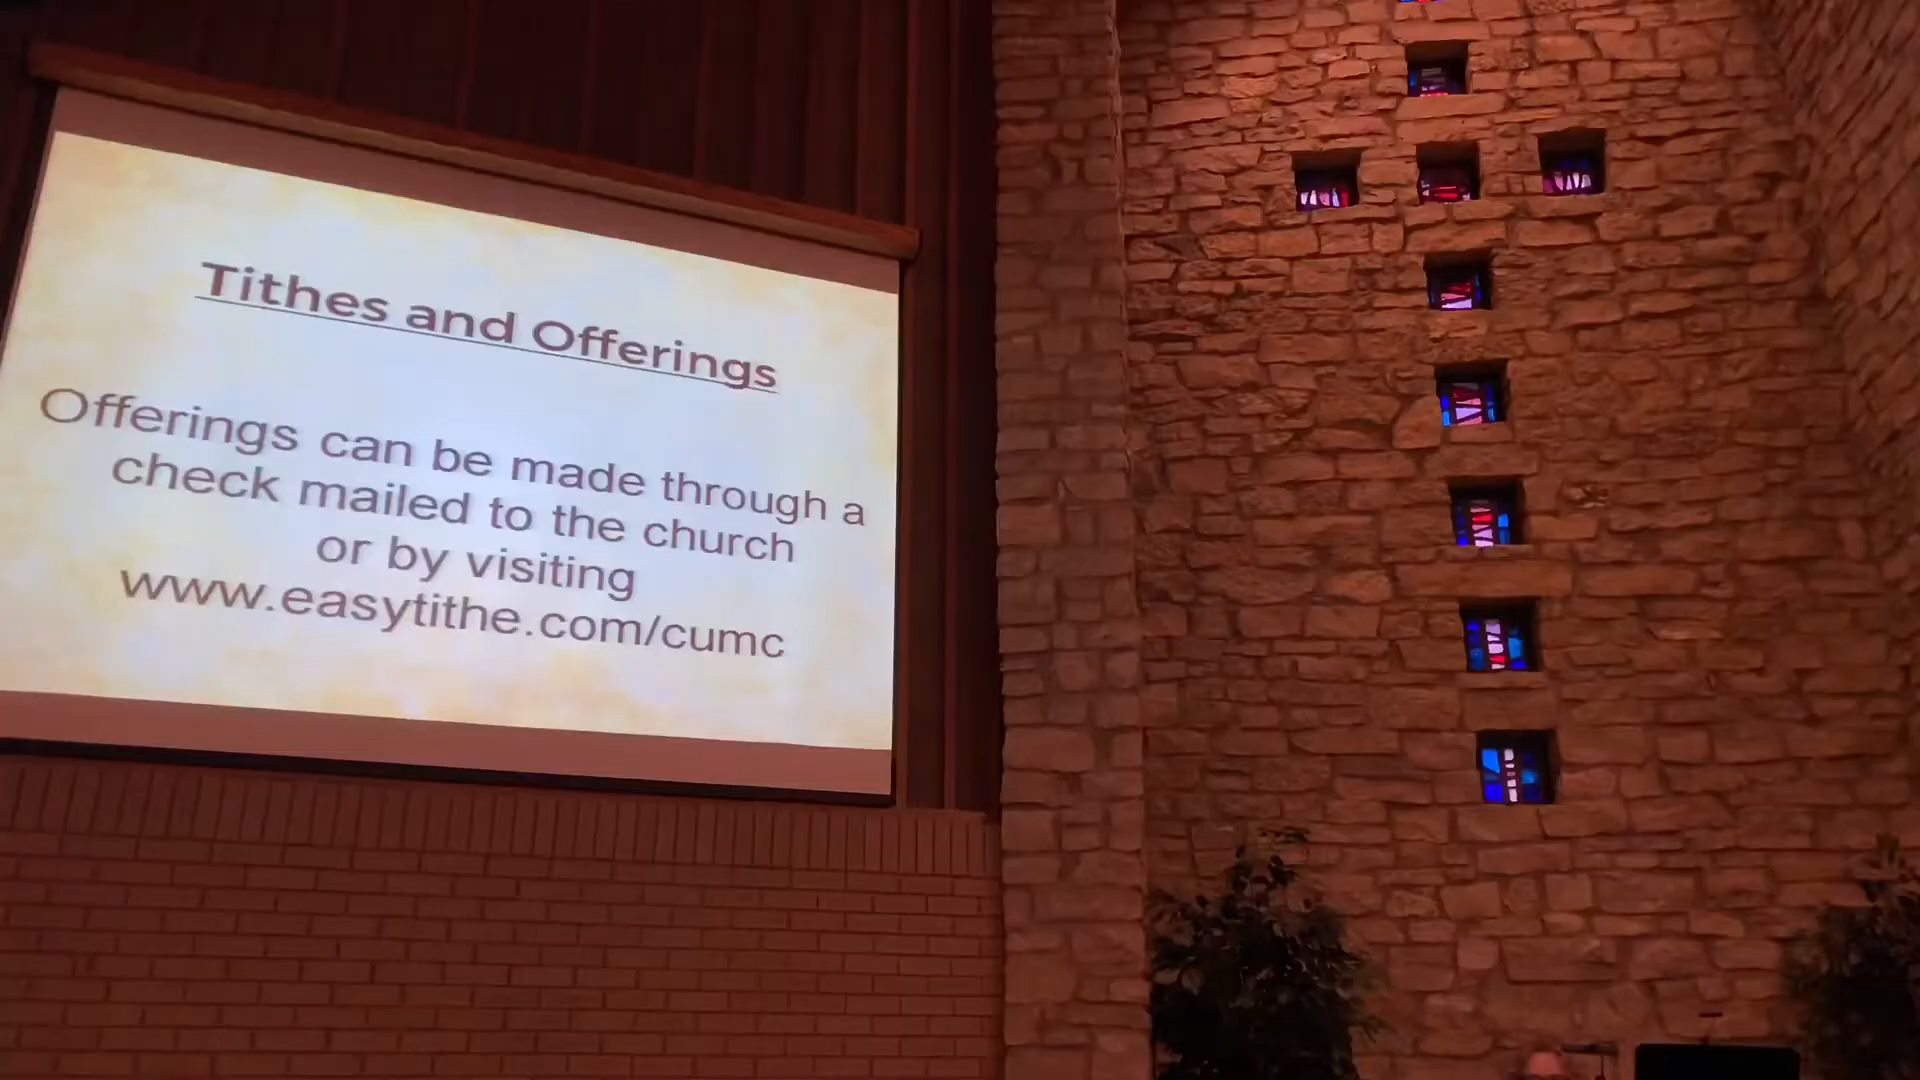 Tithes and Offerings
Offerings can be made through a
check mailed to the church
or by visiting
www.easytithe.com/cumc